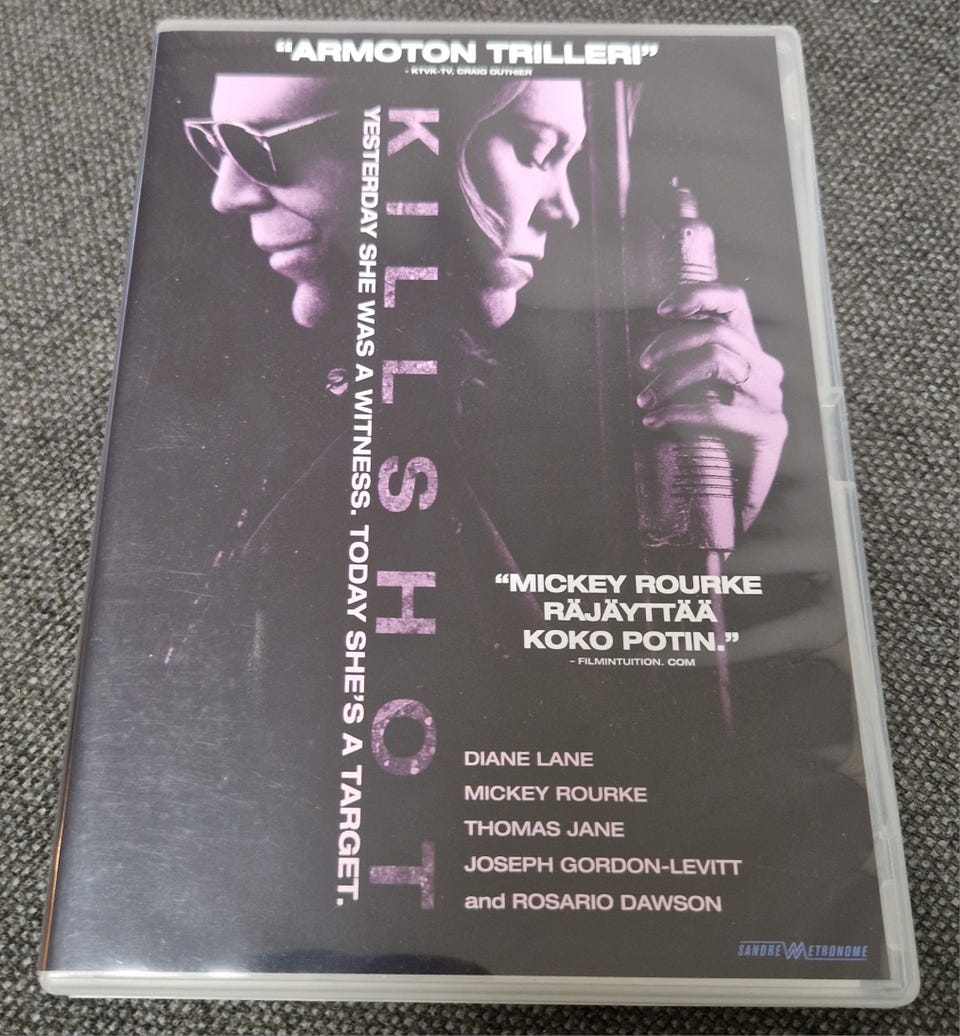 “ARMOTON TRILLERI”
- KTVK-TV, CRAIG OUTHIER
KILLSHOT
YESTERDAY SHE WAS A WITNESS. TODAY SHE'S A TARGET.
“MICKEY ROURKE
RÄJÄYTTÄÄ
KOKO POTIN.”
- FILMINTUITION. COM
DIANE LANE
MICKEY ROURKE
THOMAS JANE
JOSEPH GORDON-LEVITT
and ROSARIO DAWSON
SANDREW METRONOME